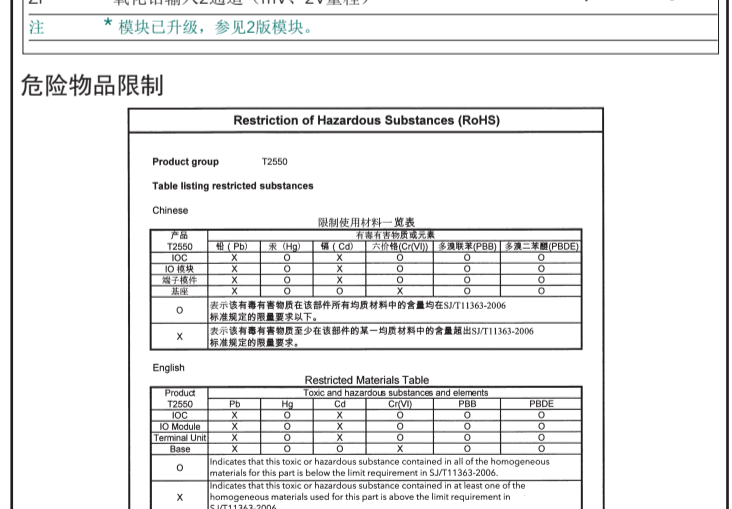 注 * 模块已升级，参见2版模块。
危险物品限制
Restriction of Hazardous Substances (RoHS)
Product group T2550
Table listing restricted substances
Chinese
限制使用材料一览表
产品 有毒有害物质或元素
T2550 铅 ( Pb) 汞 (Hg) 镉 ( Cd) 六价铬(Cr(VI)) 多溴联苯(PBB) 多溴二苯醚(PBDE)
IOC X O X O O O
IO 模块 X O X O O O
端子模件 X O X O O O
基座 X O O X O O
O 表示该有毒有害物质在该部件所有均质材料中的含量均在SJ/T11363-2006
标准规定的限量要求以下。
X 表示该有毒有害物质至少在该部件的某一均质材料中的含量超出SJ/T11363-2006
标准规定的限量要求。
English
Restricted Materials Table
Product Toxic and hazardous substances and elements
T2550 Pb Hg Cd Cr(VI) PBB PBDE
IOC X O X O O O
IO Module X O X O O O
Terminal Unit X O X O O O
Base X O O X O O
O Indicates that this toxic or hazardous substance contained in all of the homogeneous
materials for this part is below the limit requirement in SJ/T11363-2006.
X Indicates that this toxic or hazardous substance contained in at least one of the
homogeneous materials used for this part is above the limit requirement in
SJ/T11363-2006